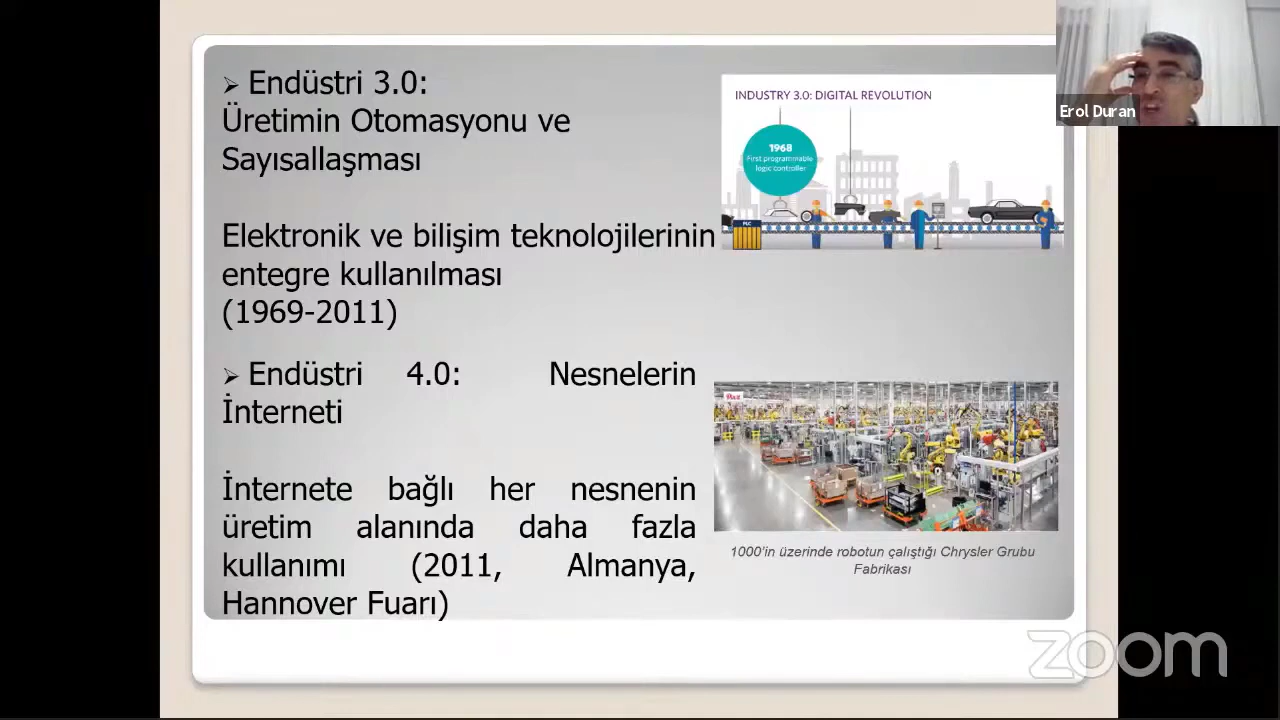 ➢ Endüstri 3.0:
Üretimin Otomasyonu ve
Sayısallaşması
Elektronik ve bilişim teknolojilerinin
entegre kullanılması
(1969-2011)
➢ Endüstri 4.0: Nesnelerin
İnterneti
İnternete bağlı her nesnenin
üretim alanında daha fazla
kullanımı (2011, Almanya,
Hannover Fuarı)
INDUSTRY 3.0: DIGITAL REVOLUTION
1968
First programmable
logic controller
PLC
1000'in üzerinde robotun çalıştığı Chrysler Grubu
Fabrikası
Erol Duran
zoom